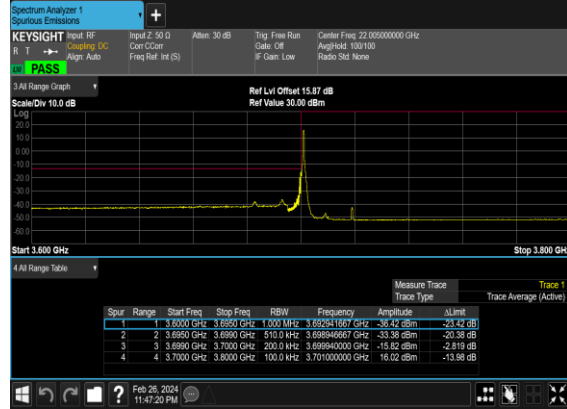 Spectrum Analyzer 1
Spurious Emissions
+
KEYSIGHT Input: RF Input Z: 50 Ω Atten: 30 dB Trig: Free Run Center Freq: 22.005000000 GHz
R T Coupling: DC Corr CCorr Gate: Off Avg|Hold: 100/100
Align: Auto Freq Ref: Int (S) IF Gain: Low Radio Std: None
PASS
3 All Range Graph
Ref Lvl Offset 15.87 dB
Scale/Div 10.0 dB Ref Value 30.00 dBm
Log
20.0
10.0
0.00
-10.0
-20.0
-30.0
-40.0
-50.0
-60.0
Start 3.600 GHz Stop 3.800 GHz
4 All Range Table
Measure Trace Trace 1
Trace Type Trace Average (Active)
Spur Range Start Freq Stop Freq RBW Frequency Amplitude ΔLimit
1 1 3.6000 GHz 3.6950 GHz 1.000 MHz 3.692941667 GHz -36.42 dBm -23.42 dB
2 2 3.6950 GHz 3.6990 GHz 510.0 kHz 3.698946667 GHz -33.38 dBm -20.38 dB
3 3 3.6990 GHz 3.7000 GHz 200.0 kHz 3.699940000 GHz -15.82 dBm -2.819 dB
4 4 3.7000 GHz 3.8000 GHz 100.0 kHz 3.701000000 GHz 16.02 dBm -13.98 dB
? Feb 26, 2024
11:47:20 PM